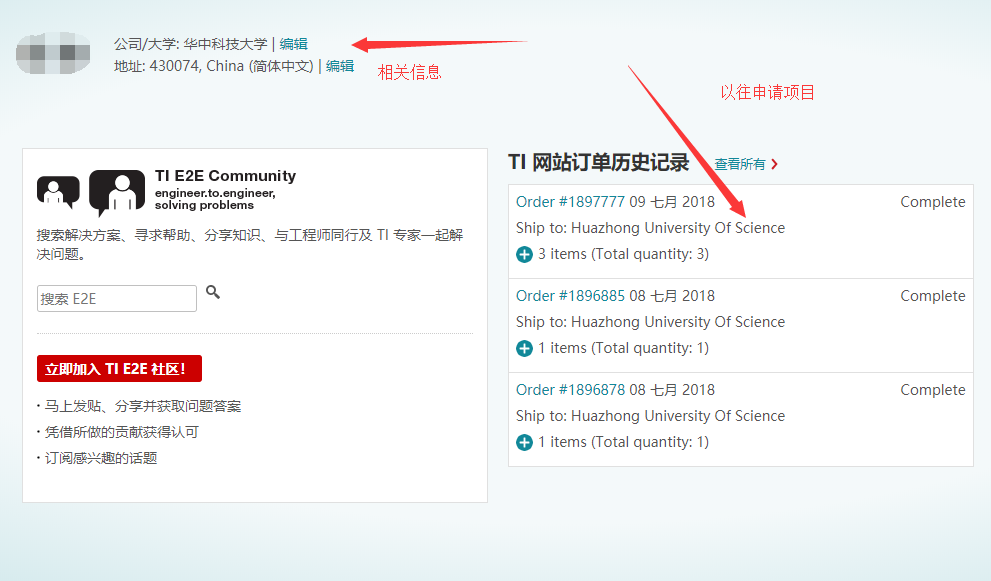 公司/大学: 华中科技大学 | 编辑
地址: 430074, China (简体中文) | 编辑
相关信息
以往申请项目
TI E2E Community
engineer.to.engineer,
solving problems
搜索解决方案、寻求帮助、分享知识、与工程师同行及 TI 专家一起解
决问题。
搜索 E2E
立即加入 TI E2E 社区!
· 马上发贴、分享并获取问题答案
· 凭借所做的贡献获得认可
· 订阅感兴趣的话题
TI 网站订单历史记录 查看所有
Order #1897777 09 七月 2018 Complete
Ship to: Huazhong University Of Science
3 items (Total quantity: 3)
Order #1896885 08 七月 2018 Complete
Ship to: Huazhong University Of Science
1 items (Total quantity: 1)
Order #1896878 08 七月 2018 Complete
Ship to: Huazhong University Of Science
1 items (Total quantity: 1)